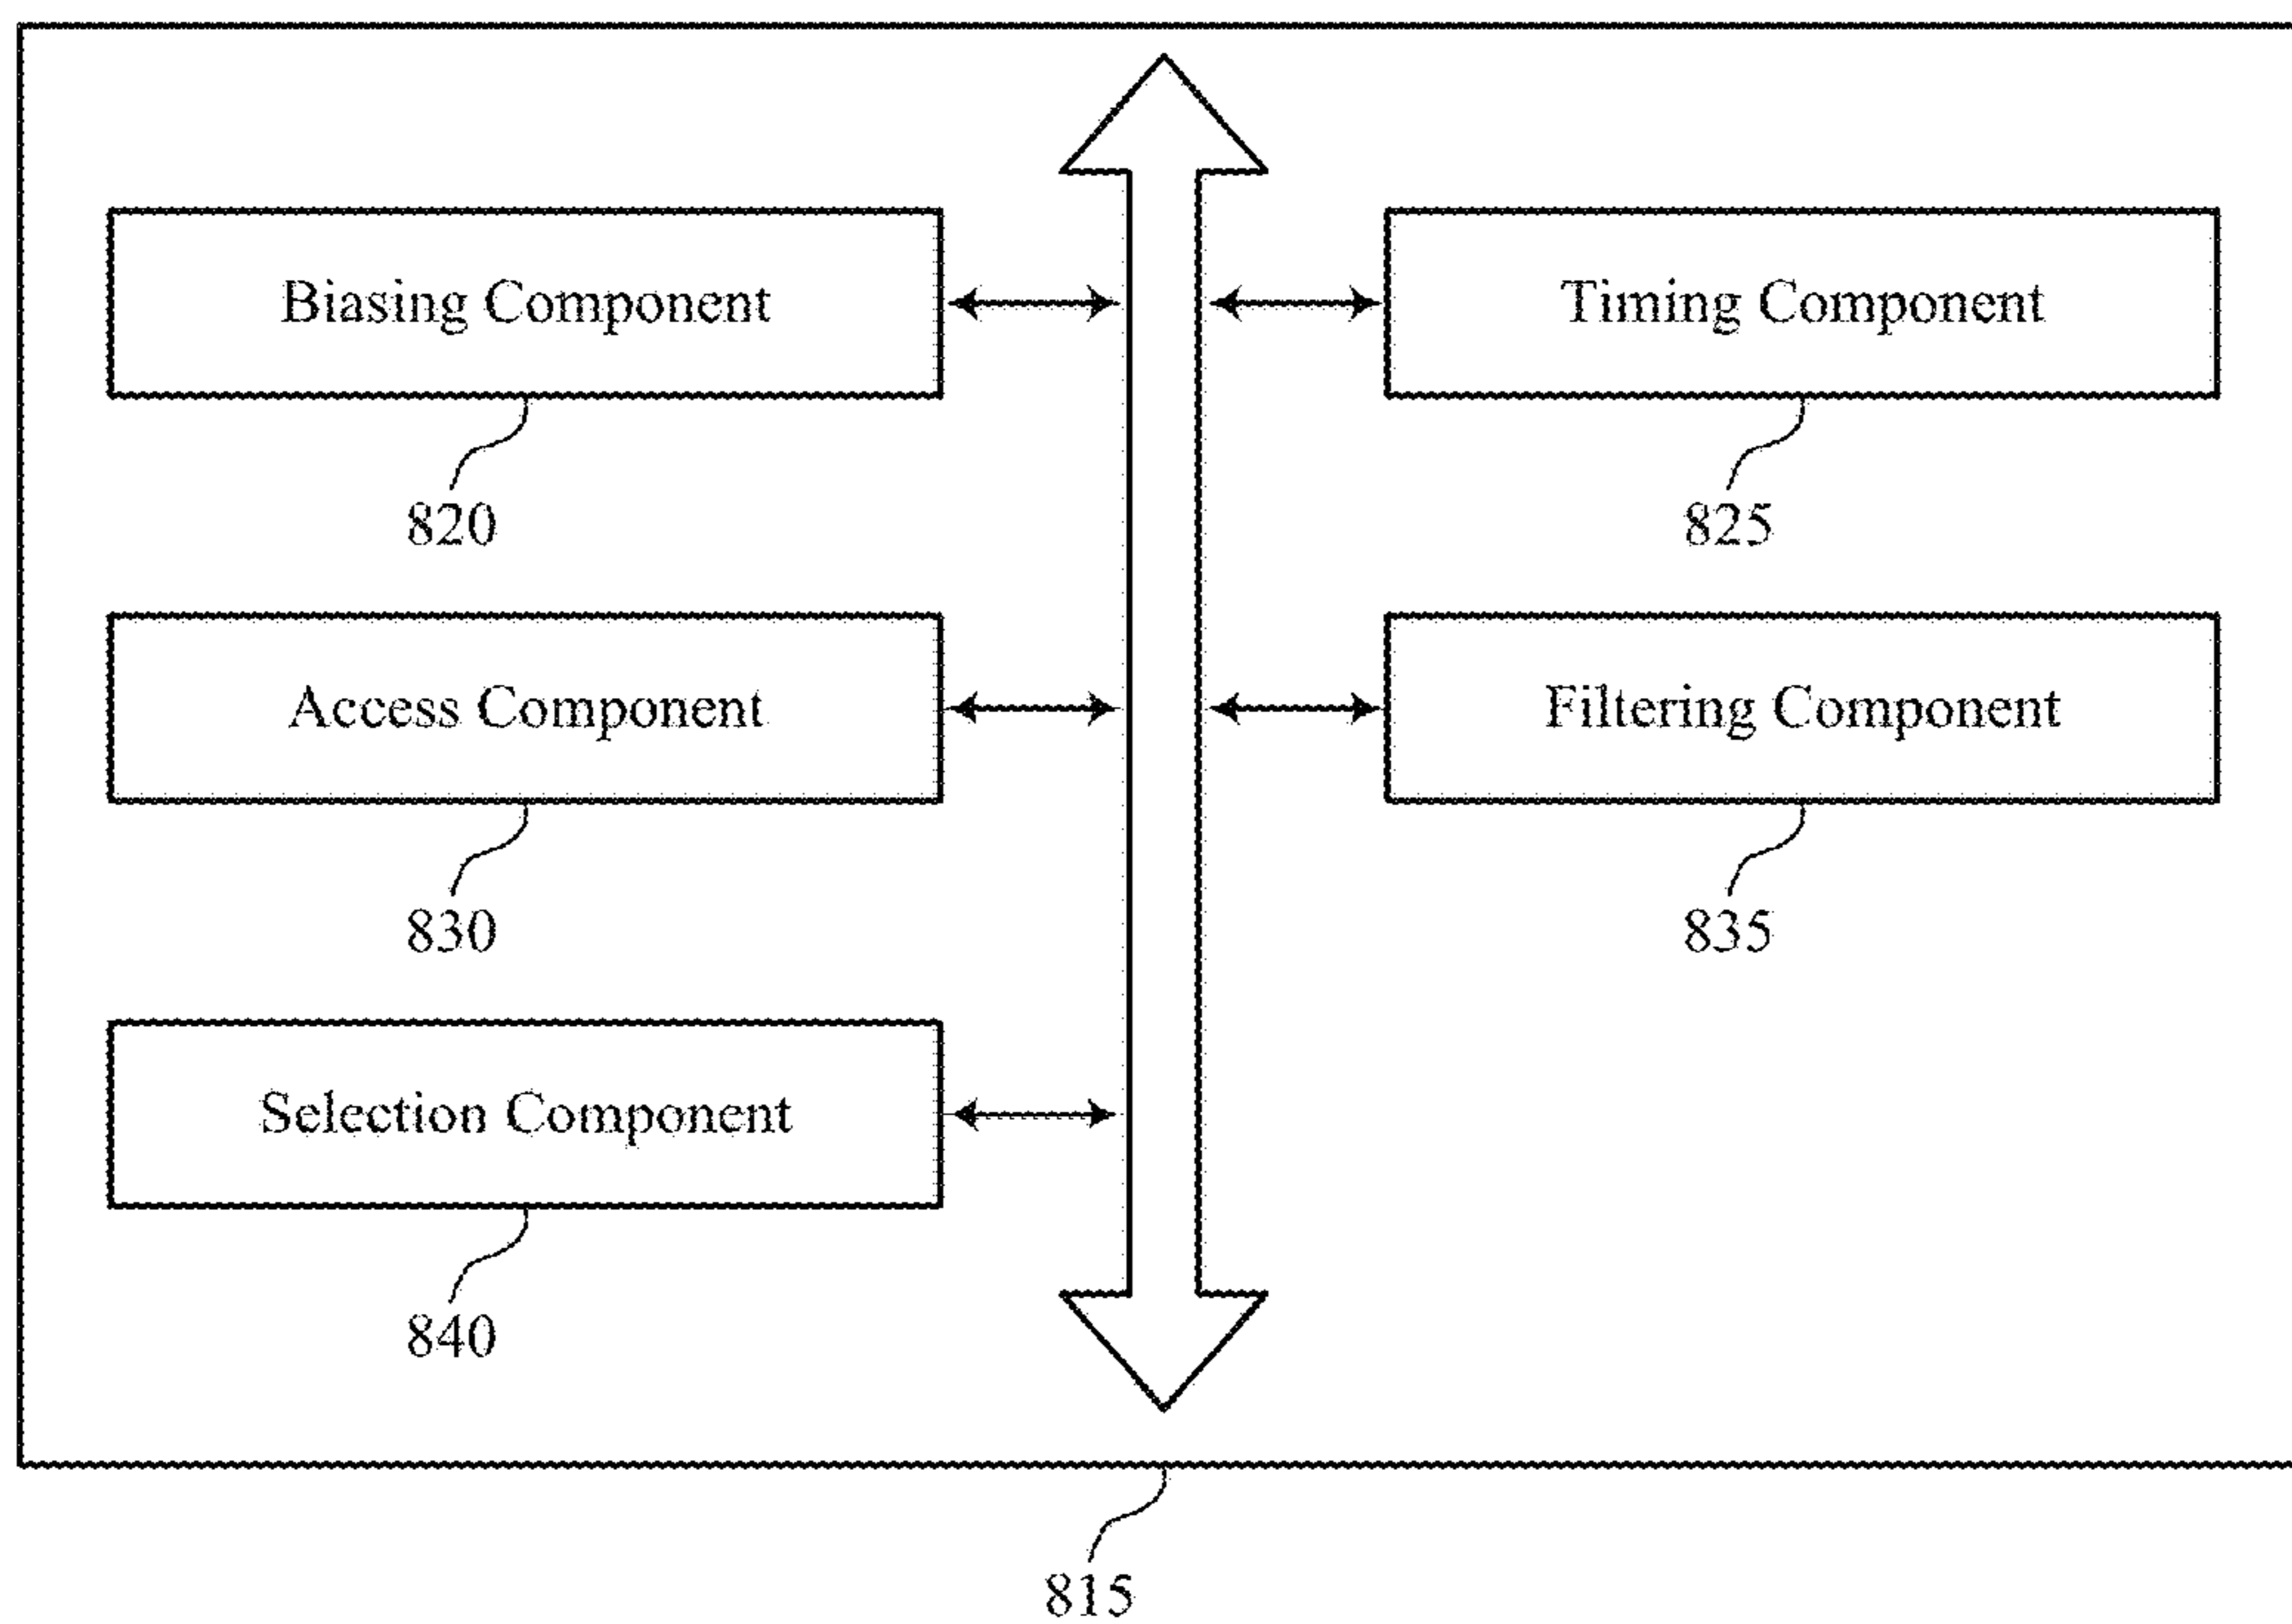 Biasing Component
Timing Component
820
825
Access Component
Filtering Component
830
835
Selection Component
840
815